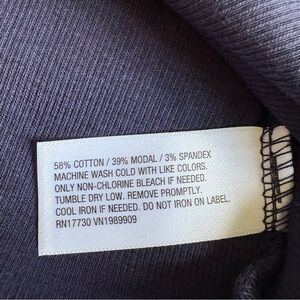 58% COTTON / 39% MODAL / 3% SPANDEX
MACHINE WASH COLD WITH LIKE COLORS.
ONLY NON-CHLORINE BLEACH IF NEEDED.
TUMBLE DRY LOW. REMOVE PROMPTLY.
COOL IRON IF NEEDED. DO NOT IRON ON LABEL.
RN17730 VN1989909